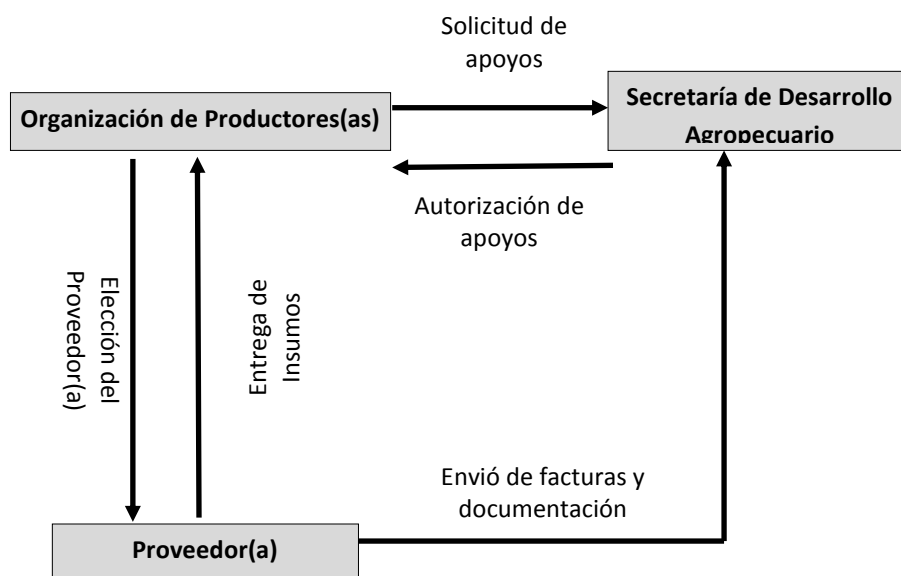 Solicitud de
apoyos
Organización de Productores(as)
Secretaría de Desarrollo
Agropecuario
Autorización de
apoyos
Elección del
Proveedor(a)
Entrega de
Insumos
Envió de facturas y
documentación
Proveedor(a)